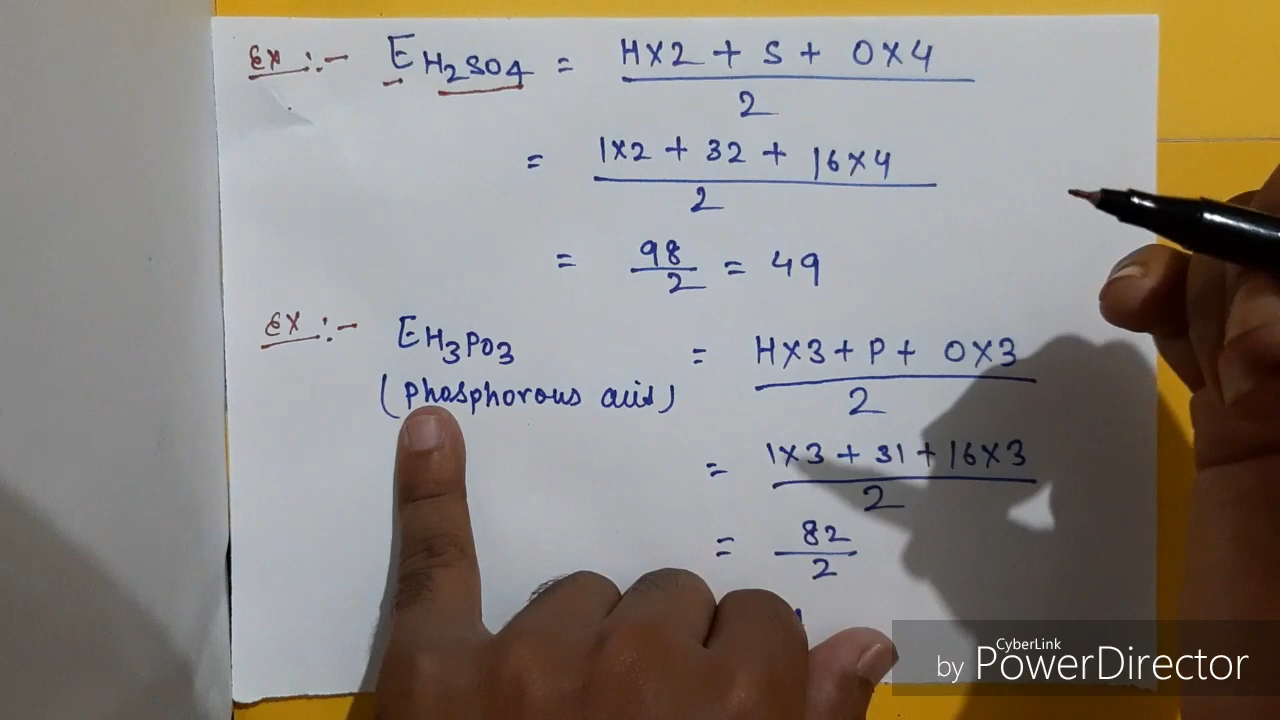 Ex :- EH2SO4 = H×2 + S + O×4
2
= 1×2 + 32 + 16×4
2
= 98/2 = 49
Ex :- EH3PO3 = H×3 + P + O×3
(phosphorous acid) 2
= 1×3 + 31 + 16×3
2
= 82
2
CyberLink
by PowerDirector